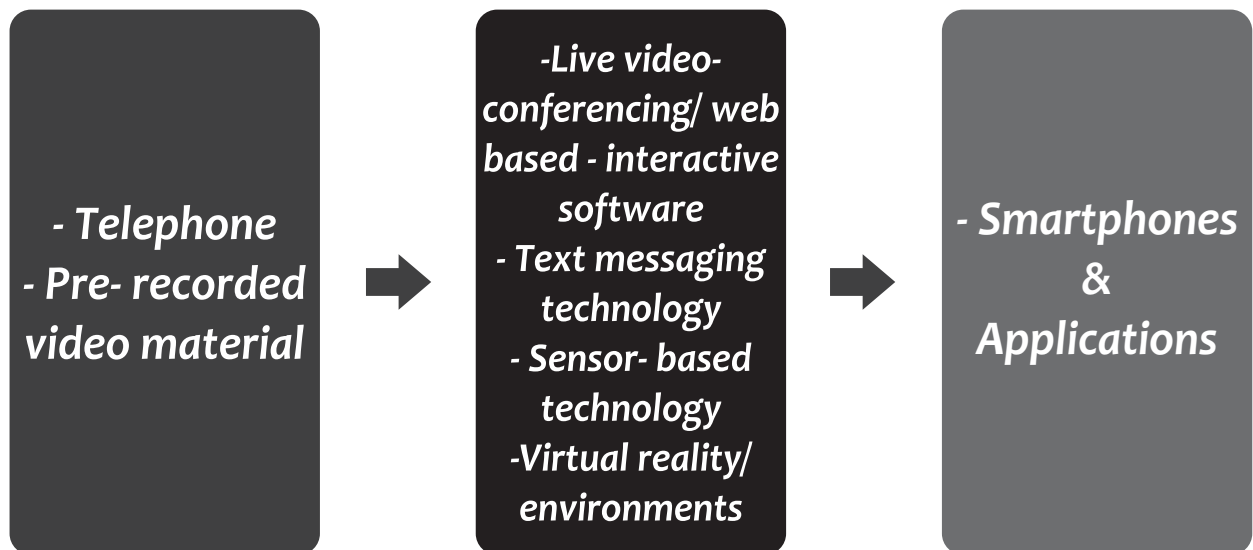 - Telephone
- Pre- recorded
video material
-Live video-
conferencing/ web
based - interactive
software
- Text messaging
technology
- Sensor- based
technology
-Virtual reality/
environments
- Smartphones
&
Applications